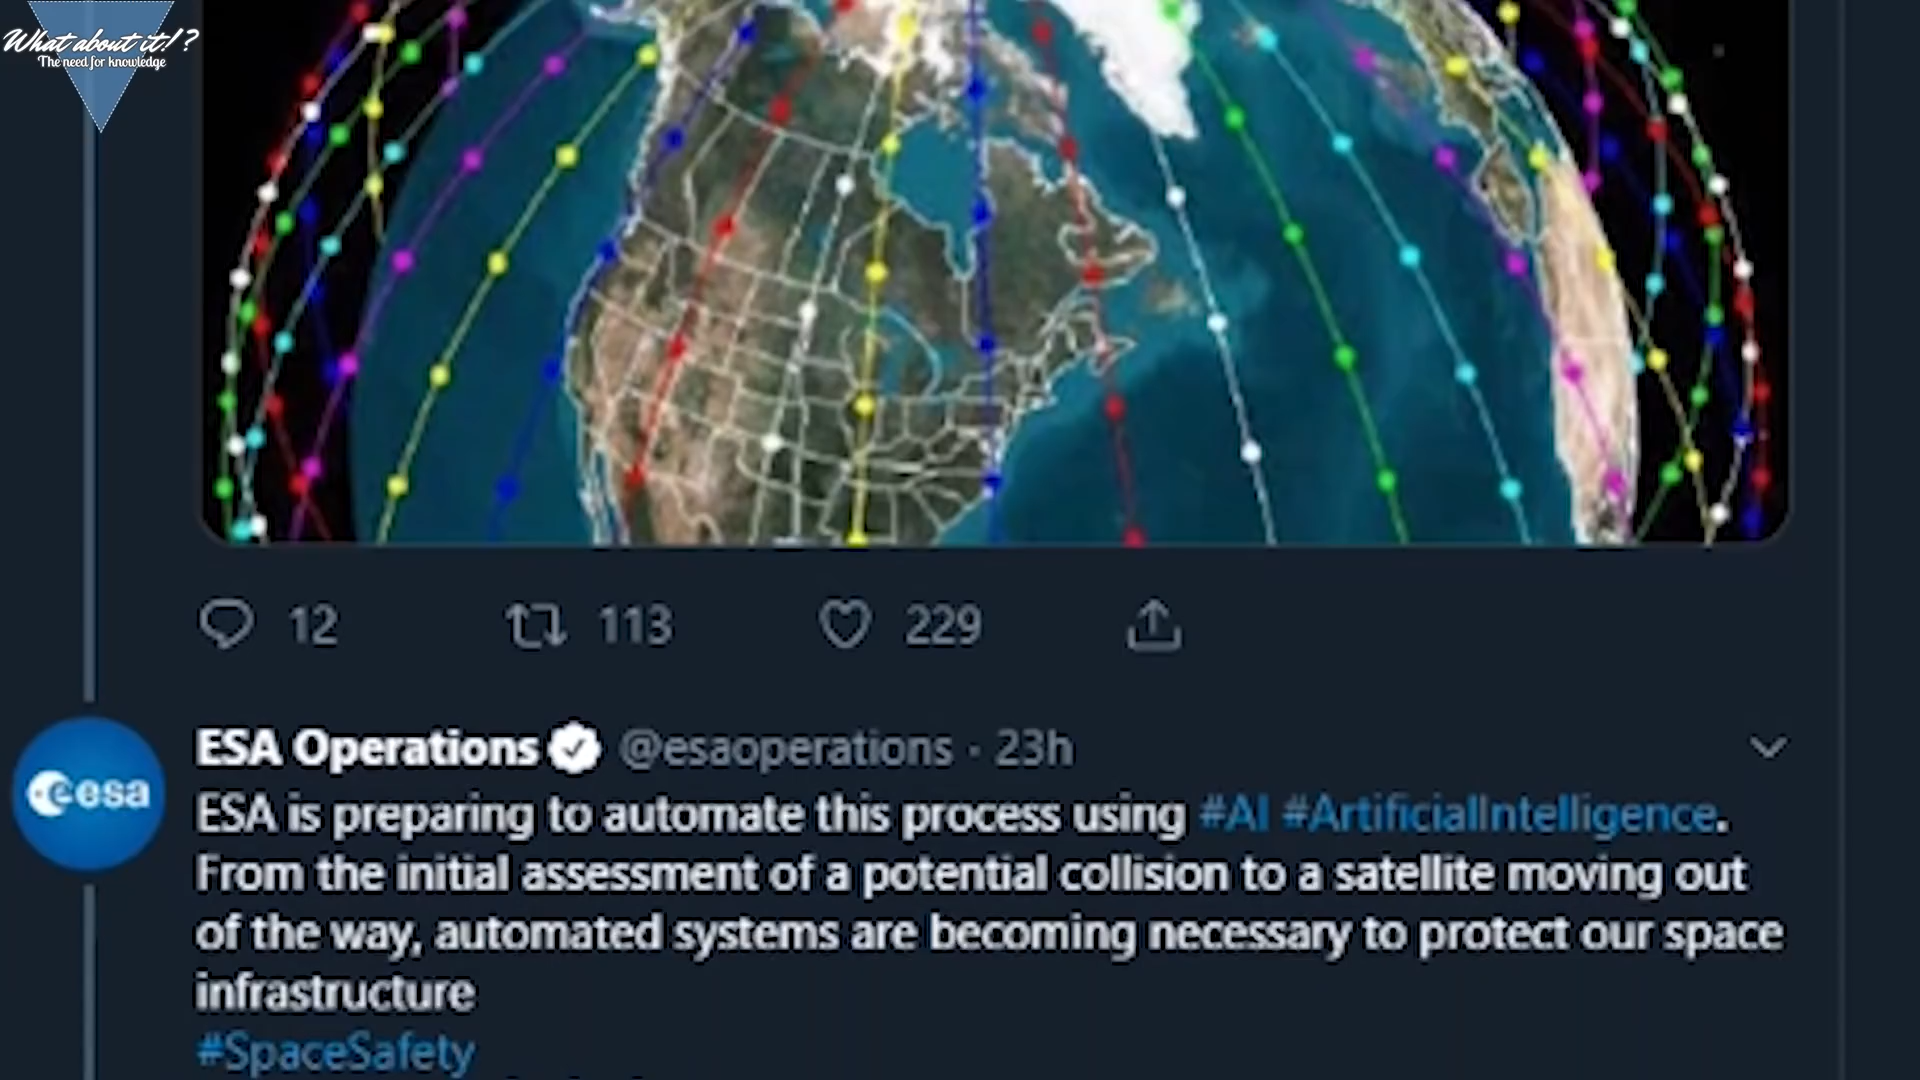 What about it!?
The need for knowledge
12 113 229
ESA Operations @esaoperations · 23h
esa
ESA is preparing to automate this process using #AI #ArtificialIntelligence.
From the initial assessment of a potential collision to a satellite moving out
of the way, automated systems are becoming necessary to protect our space
infrastructure
#SpaceSafety